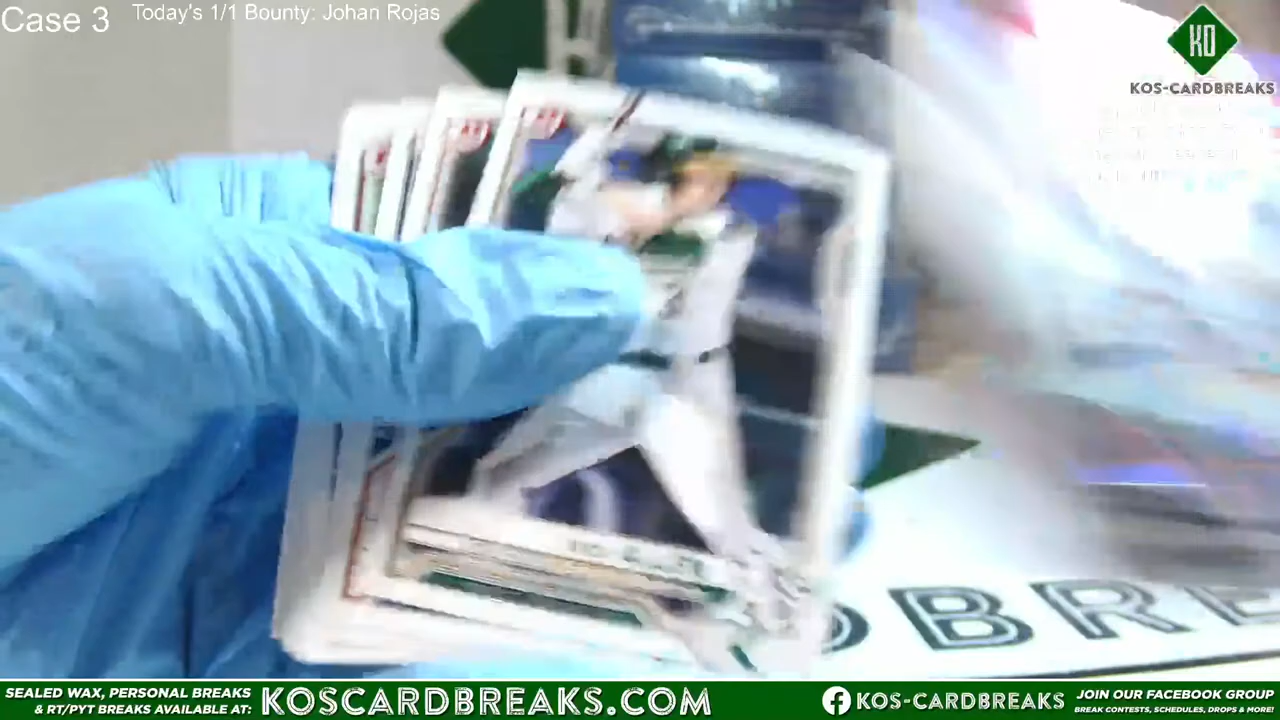 Case 3
Today's 1/1 Bounty: Johan Rojas
KO
KOS-CARDBREAKS
OBRE
SEALED WAX, PERSONAL BREAKS
& RT/PYT BREAKS AVAILABLE AT:
KOSCARDBREAKS.COM
KOS-CARDBREAKS
JOIN OUR FACEBOOK GROUP
BREAK CONTESTS, SCHEDULES, DROPS & MORE!